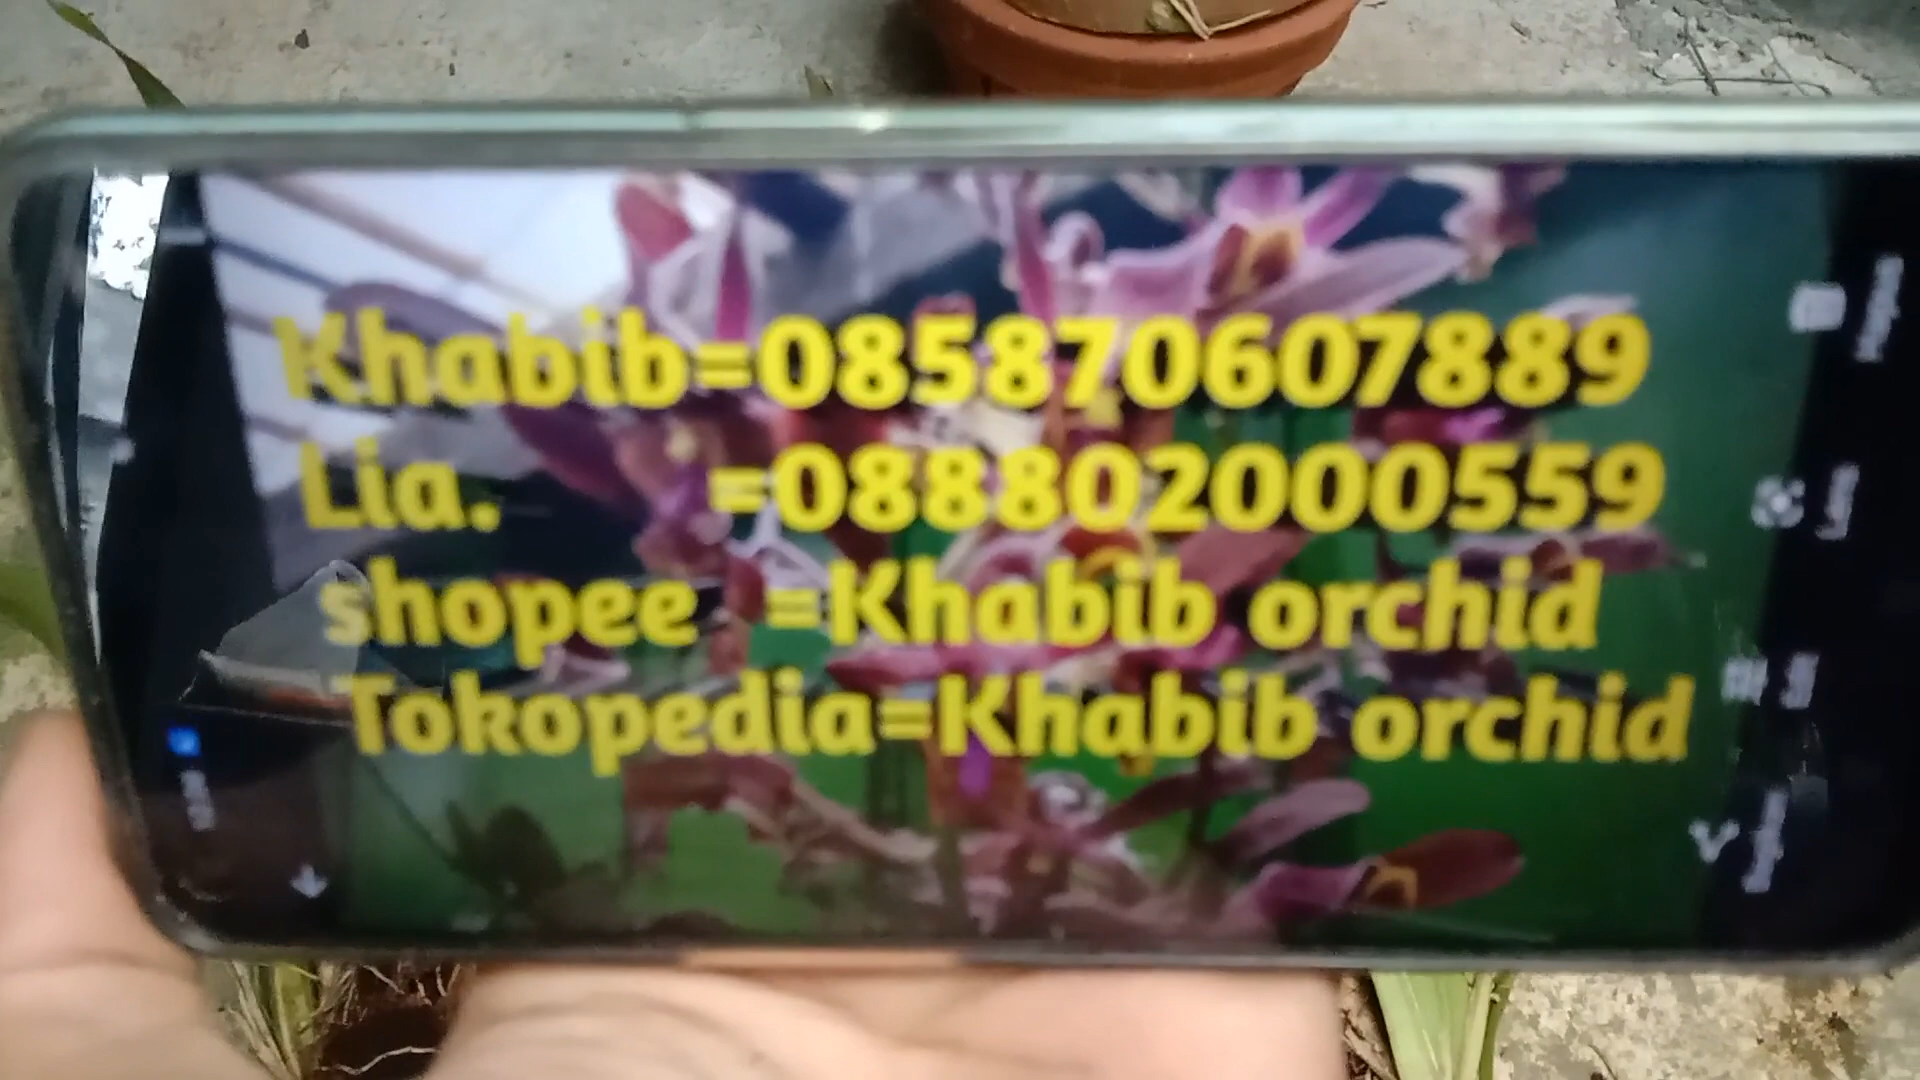 Khabib=085870607889
Lia. =088802000559
shopee =Khabib orchid
Tokopedia=Khabib orchid